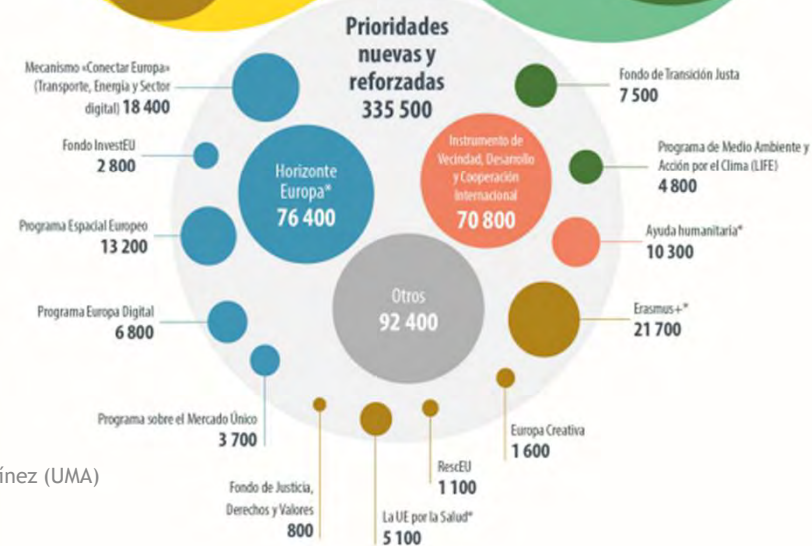 Prioridades
nuevas y
reforzadas
335 500
Mecanismo «Conectar Europa»
(Transporte, Energía y Sector
digital) 18 400
Fondo InvestEU
2 800
Programa Espacial Europeo
13 200
Programa Europa Digital
6 800
Programa sobre el Mercado Único
3 700
Horizonte
Europa*
76 400
Instrumento de
Vecindad, Desarrollo
y Cooperación
Internacional
70 800
Otros
92 400
Fondo de Transición Justa
7 500
Programa de Medio Ambiente y
Acción por el Clima (LIFE)
4 800
Ayuda humanitaria*
10 300
Erasmus+*
21 700
Europa Creativa
1 600
RescEU
1 100
La UE por la Salud*
5 100
Fondo de Justicia,
Derechos y Valores
800
ínez (UMA)